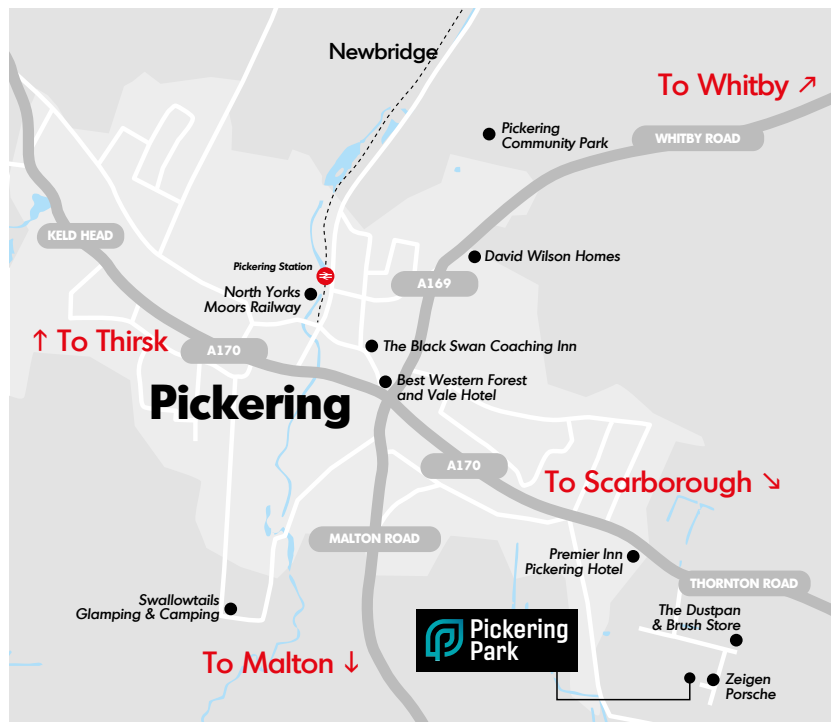 Newbridge
To Whitby ↗
Pickering
Community Park
WHITBY ROAD
KELD HEAD
David Wilson Homes
Pickering Station
A169
North Yorks
Moors Railway
↑ To Thirsk
A170
The Black Swan Coaching Inn
Best Western Forest
and Vale Hotel
Pickering
A170
To Scarborough ↘
MALTON ROAD
Premier Inn
Pickering Hotel
THORNTON ROAD
Swallowtails
Glamping & Camping
The Dustpan
& Brush Store
Pickering
Park
To Malton ↓
Zeigen
Porsche